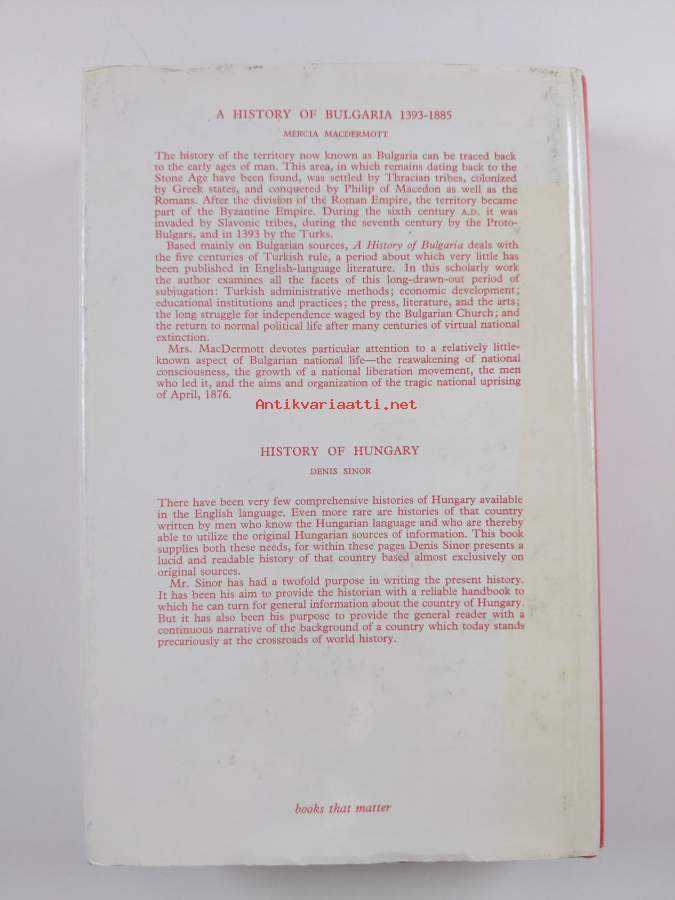 A HISTORY OF BULGARIA 1393-1885
MERCIA MACDERMOTT
The history of the territory now known as Bulgaria can be traced back
to the early ages of man. This area, in which remains dating back to the
Stone Age have been found, was settled by Thracian tribes, colonized
by Greek states, and conquered by Philip of Macedon as well as the
Romans. After the division of the Roman Empire, the territory became
part of the Byzantine Empire. During the sixth century A.D. it was
invaded by Slavonic tribes, during the seventh century by the Proto-
Bulgars, and in 1393 by the Turks.
Based mainly on Bulgarian sources, A History of Bulgaria deals with
the five centuries of Turkish rule, a period about which very little has
been published in English-language literature. In this scholarly work
the author examines all the facets of this long-drawn-out period of
subjugation: Turkish administrative methods; economic development;
educational institutions and practices; the press, literature, and the arts;
the long struggle for independence waged by the Bulgarian Church; and
the return to normal political life after many centuries of virtual national
extinction.
Mrs. MacDermott devotes particular attention to a relatively little-
known aspect of Bulgarian national life—the reawakening of national
consciousness, the growth of a national liberation movement, the men
who led it, and the aims and organization of the tragic national uprising
of April, 1876.
Antikvariaatti.net
HISTORY OF HUNGARY
DENIS SINOR
There have been very few comprehensive histories of Hungary available
in the English language. Even more rare are histories of that country
written by men who know the Hungarian language and who are thereby
able to utilize the original Hungarian sources of information. This book
supplies both these needs, for within these pages Denis Sinor presents a
lucid and readable history of that country based almost exclusively on
original sources.
Mr. Sinor has had a twofold purpose in writing the present history.
It has been his aim to provide the historian with a reliable handbook to
which he can turn for general information about the country of Hungary.
But it has also been his purpose to provide the general reader with a
continuous narrative of the background of a country which today stands
precariously at the crossroads of world history.
books that matter